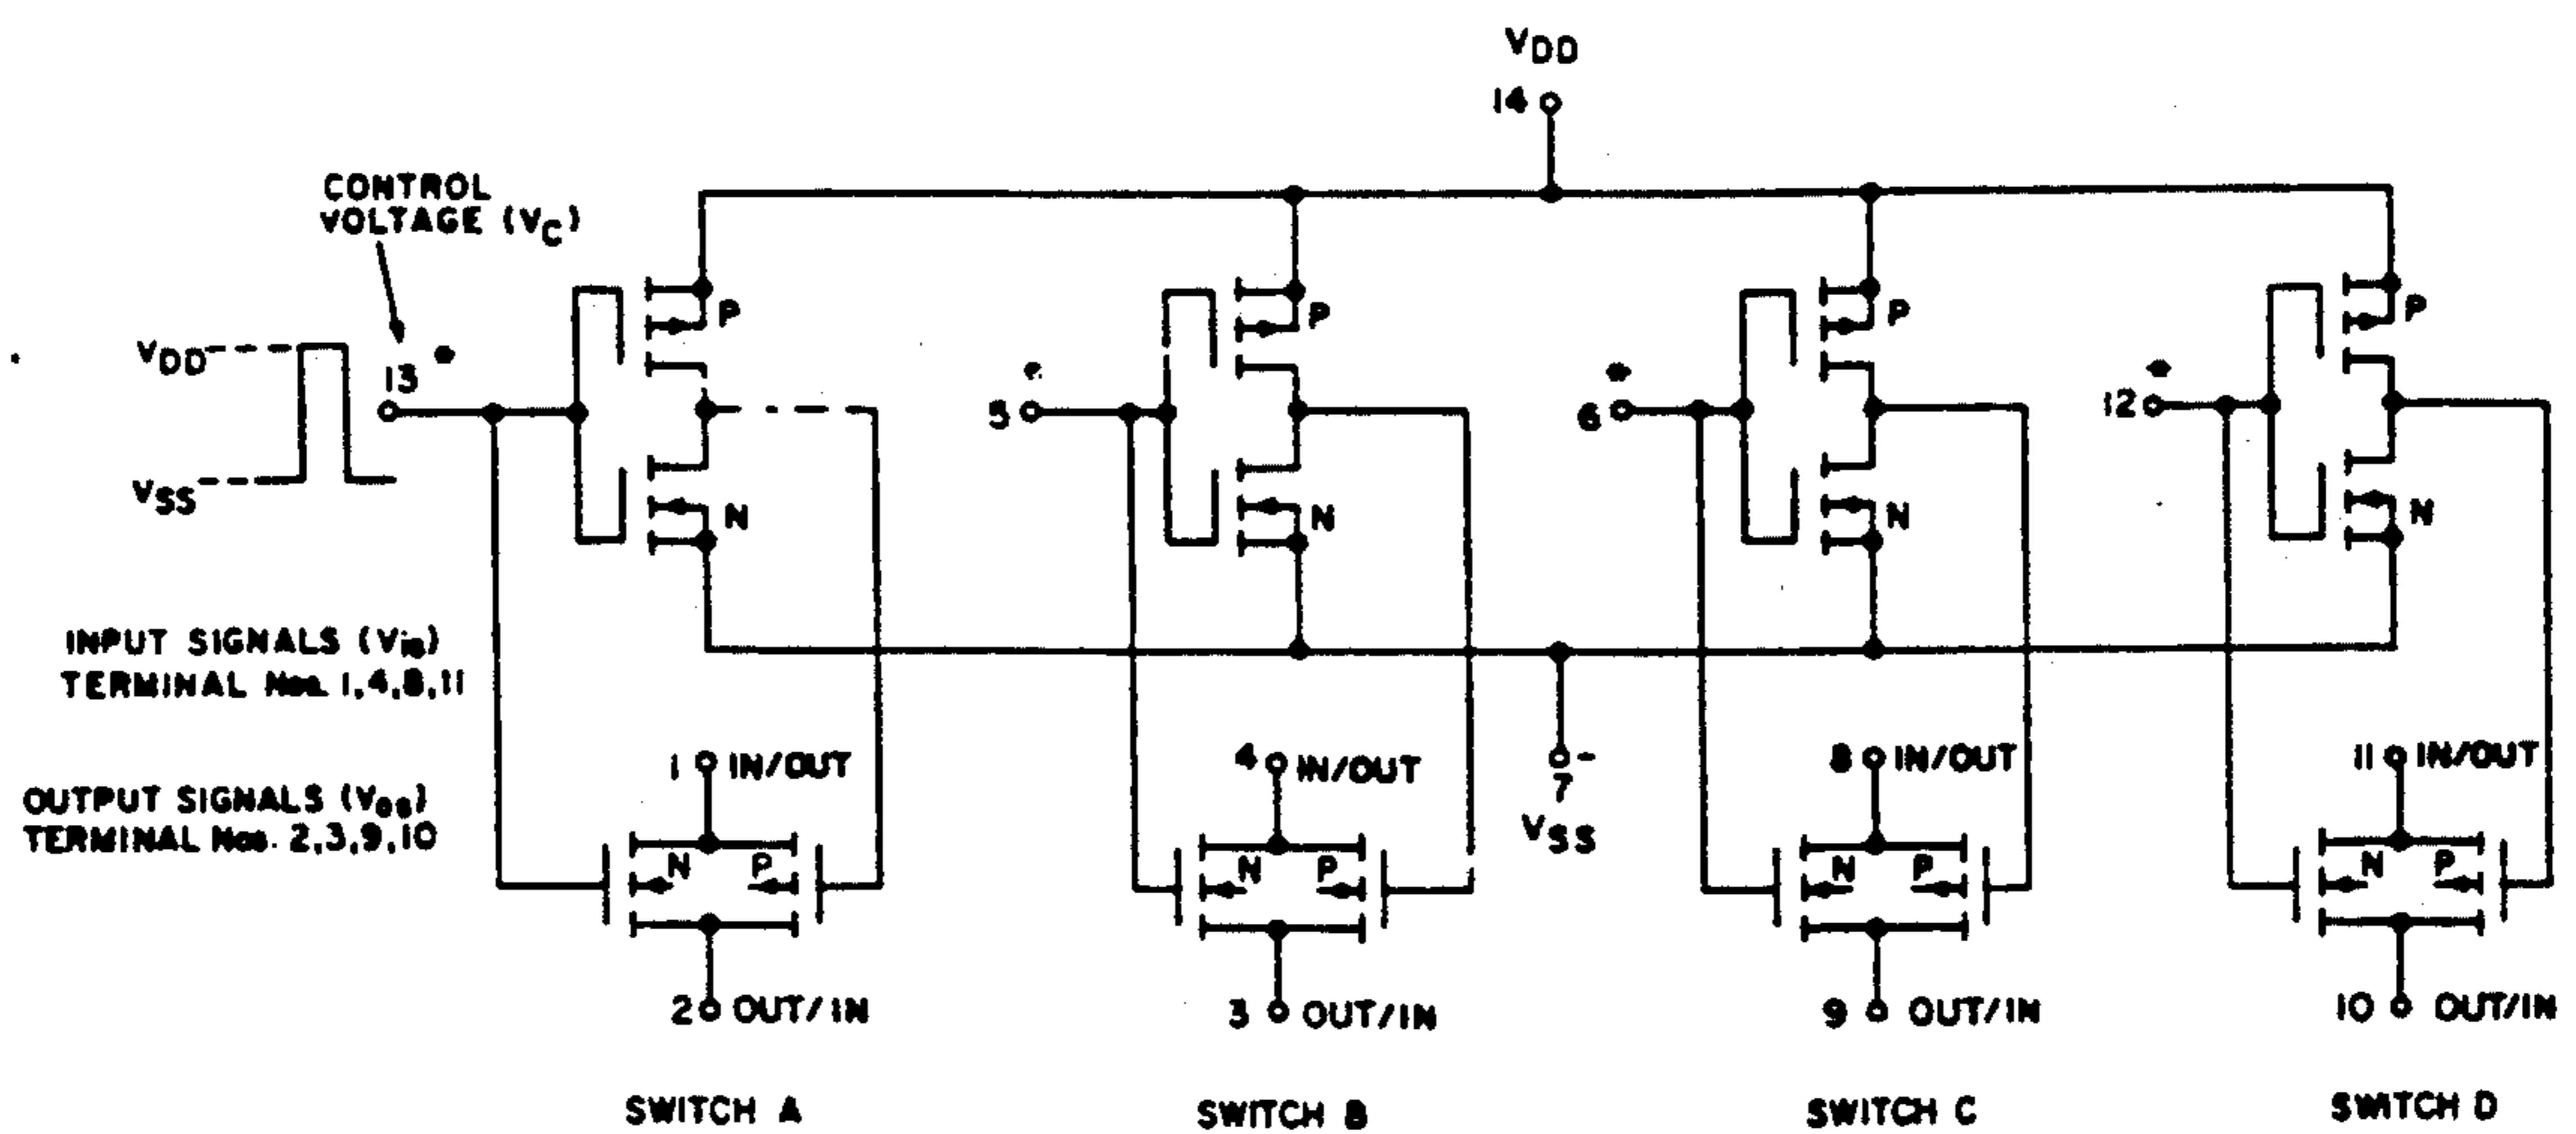 VDD
14
CONTROL
VOLTAGE (VC)
VDD
13 *
VSS
P
N
5 *
P
N
6 *
P
N
12 *
P
N
INPUT SIGNALS (Vis)
TERMINAL Nos. 1,4,8,11
OUTPUT SIGNALS (Vos)
TERMINAL Nos. 2,3,9,10
1 IN/OUT
N P
2 OUT/IN
4 IN/OUT
N P
3 OUT/IN
-
7
VSS
8 IN/OUT
N P
9 OUT/IN
11 IN/OUT
N P
10 OUT/IN
SWITCH A
SWITCH B
SWITCH C
SWITCH D